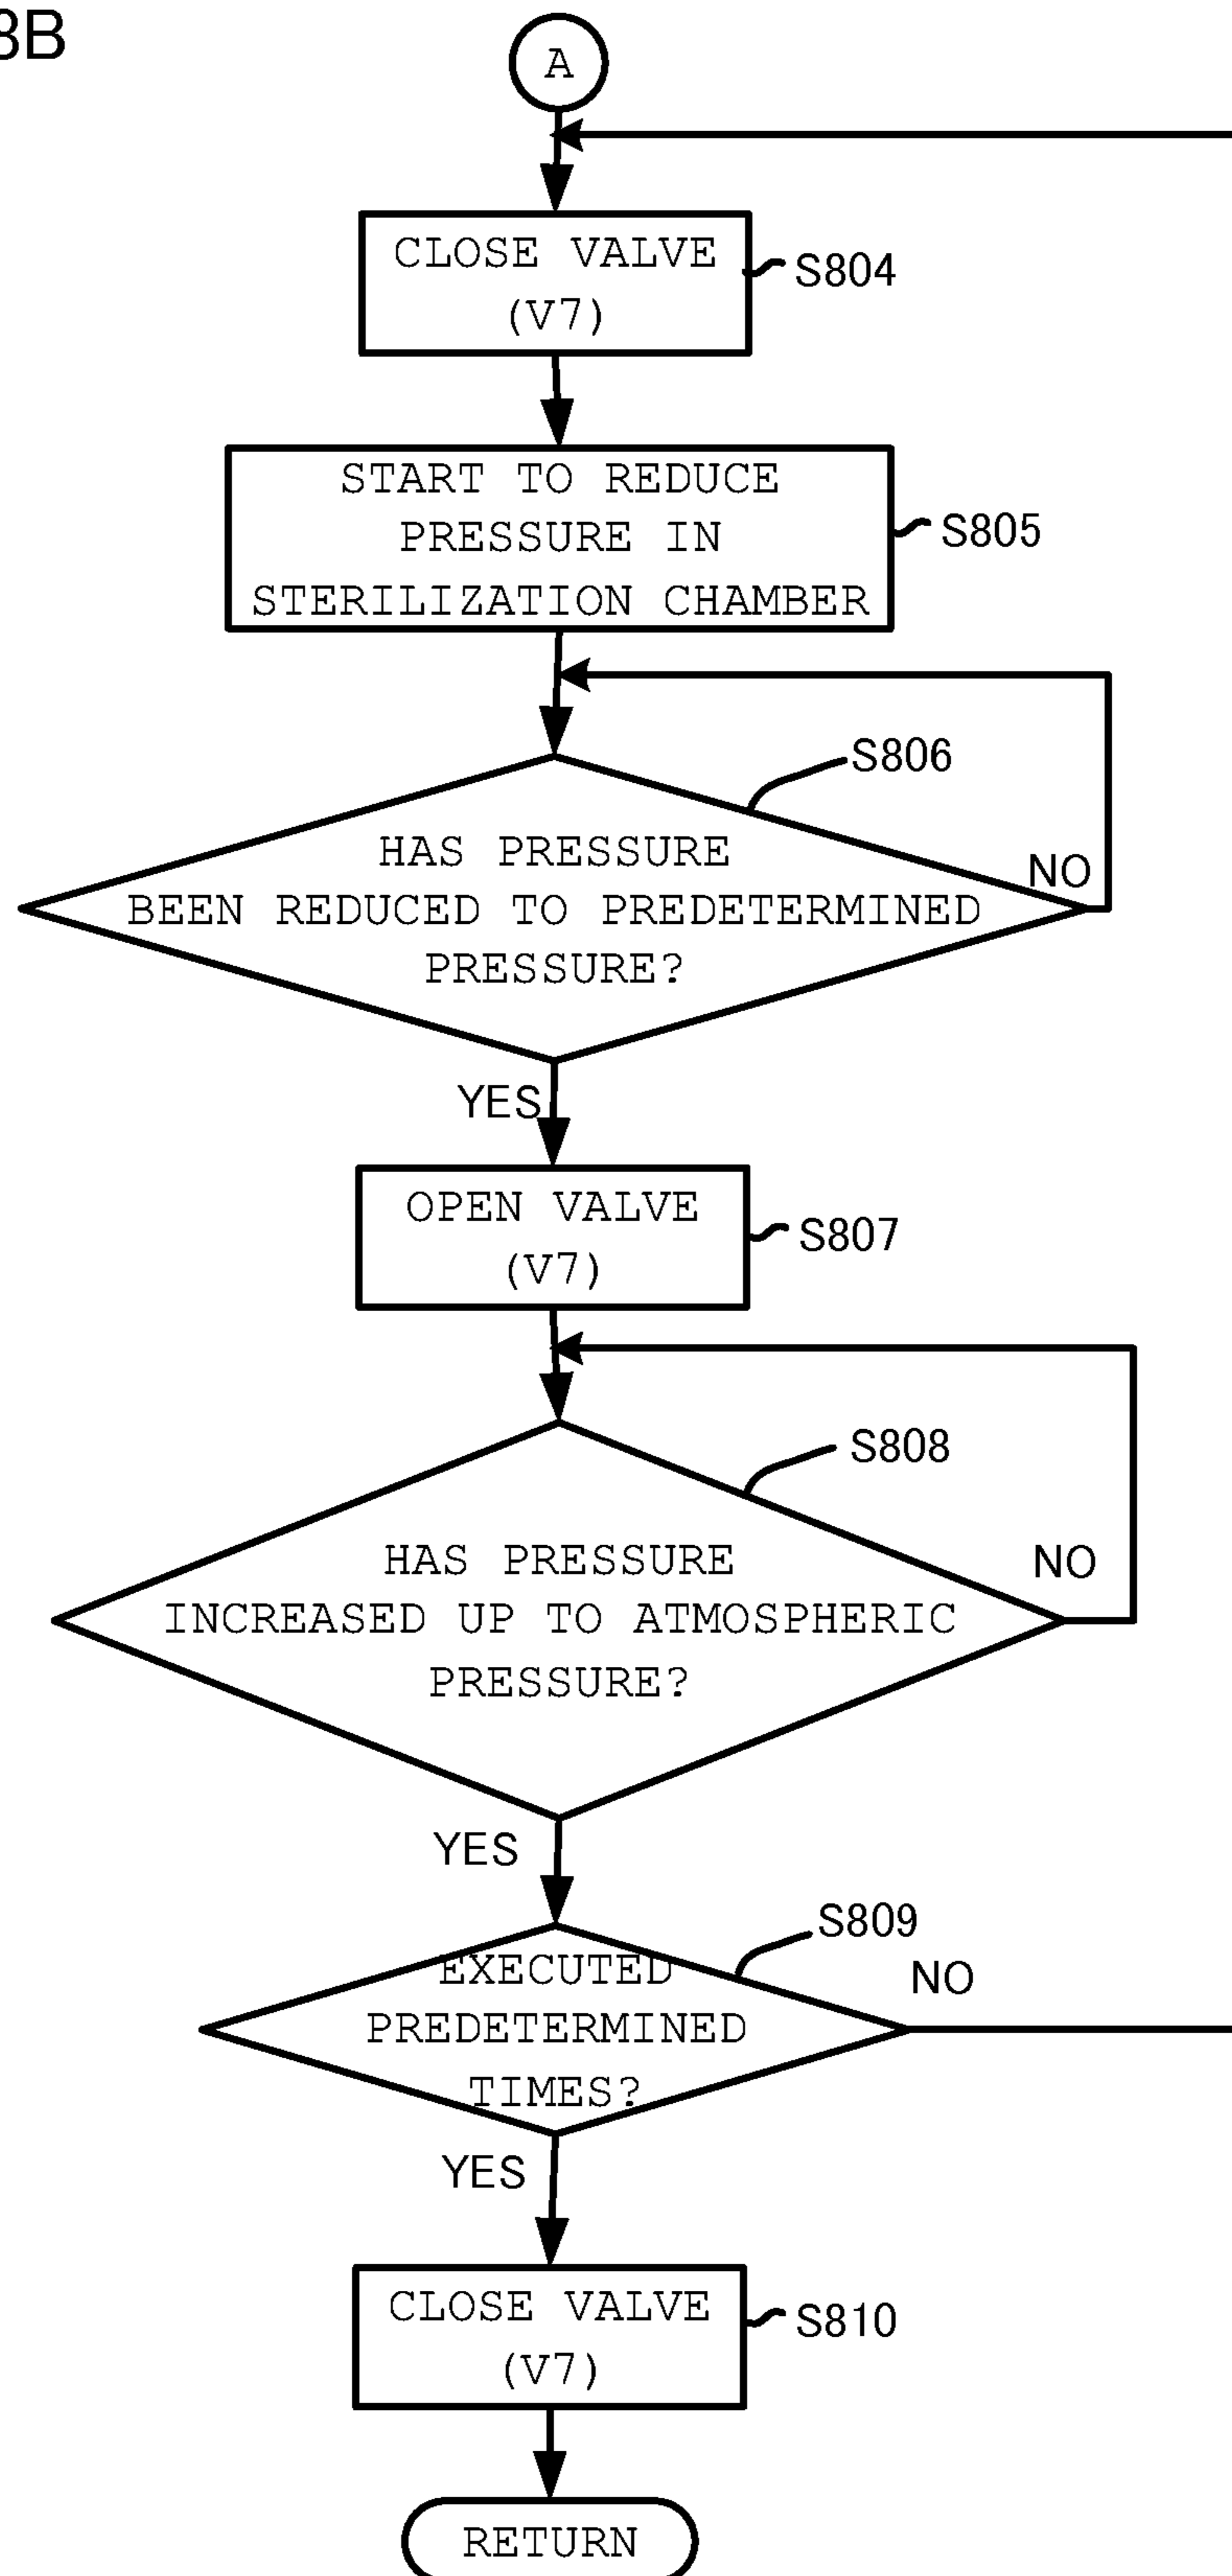 8B
A
CLOSE VALVE
(V7)
S804
START TO REDUCE
PRESSURE IN
STERILIZATION CHAMBER
S805
S806
HAS PRESSURE
BEEN REDUCED TO PREDETERMINED
PRESSURE?
NO
YES
OPEN VALVE
(V7)
S807
S808
HAS PRESSURE
INCREASED UP TO ATMOSPHERIC
PRESSURE?
NO
YES
S809
EXECUTED
PREDETERMINED
TIMES?
NO
YES
CLOSE VALVE
(V7)
S810
RETURN